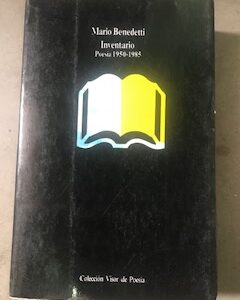 Mario Benedetti
Inventario
Poesía 1950-1985
Colección Visor de Poesía